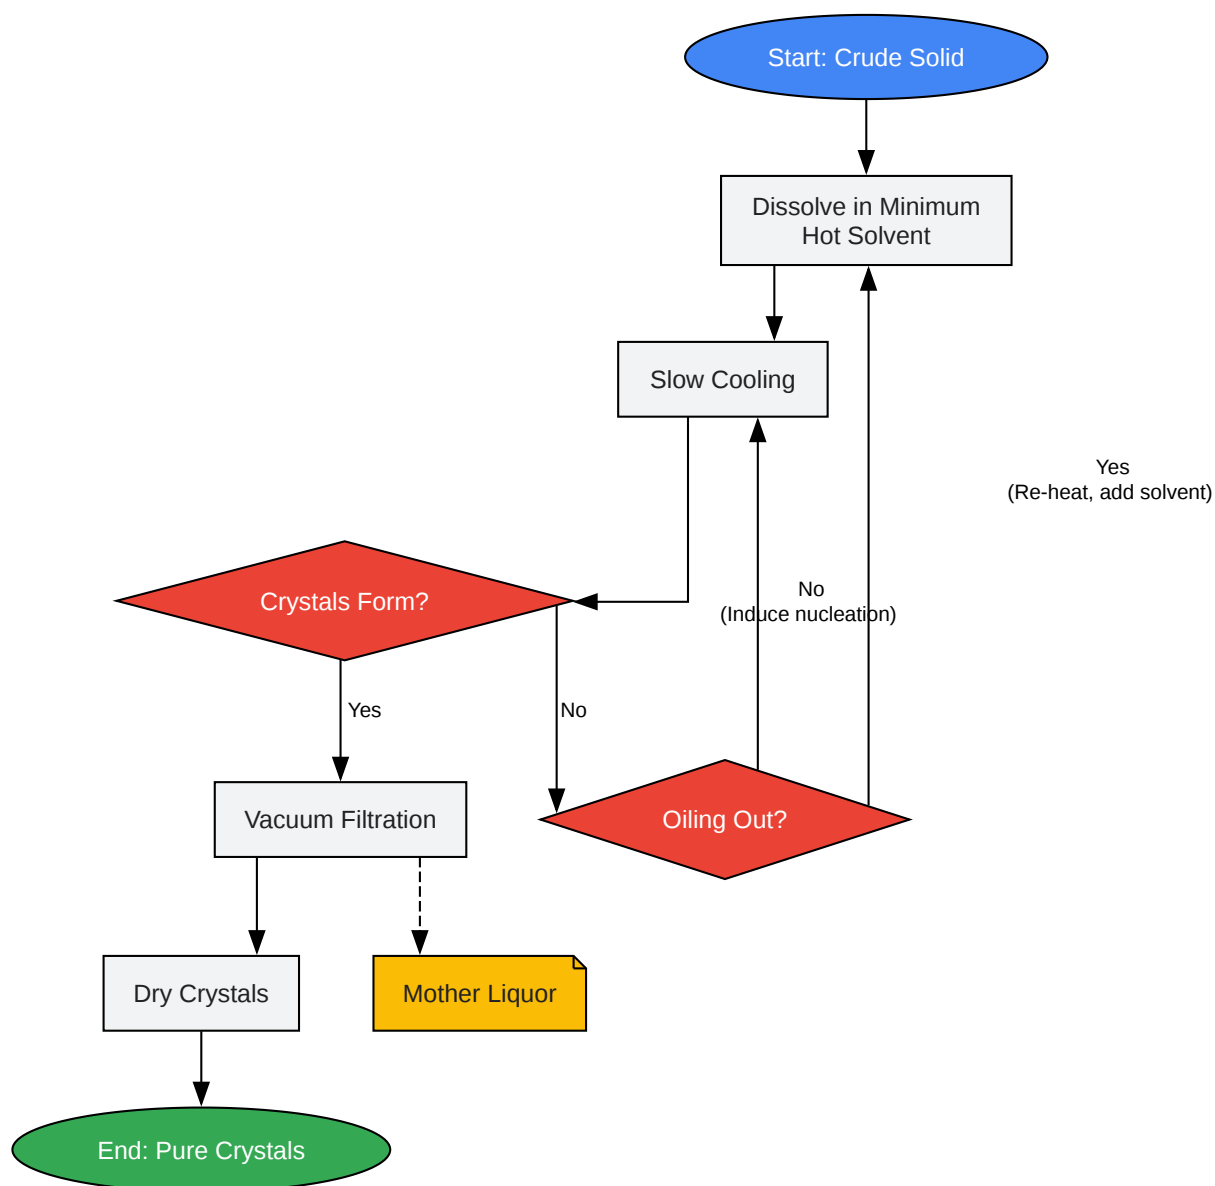 Start: Crude Solid
Dissolve in Minimum
Hot Solvent
Slow Cooling
Yes
(Re-heat, add solvent)
No
(Induce nucleation)
Crystals Form?
Yes
No
Vacuum Filtration
Oiling Out?
Dry Crystals
Mother Liquor
End: Pure Crystals